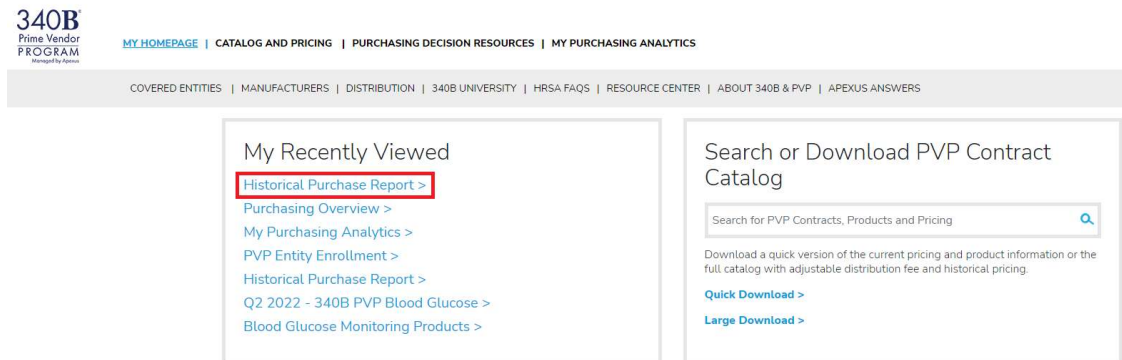 340B
Prime Vendor
PROGRAM
Managed by Apexus
MY HOMEPAGE | CATALOG AND PRICING | PURCHASING DECISION RESOURCES | MY PURCHASING ANALYTICS
COVERED ENTITIES | MANUFACTURERS | DISTRIBUTION | 340B UNIVERSITY | HRSA FAQS | RESOURCE CENTER | ABOUT 340B & PVP | APEXUS ANSWERS
My Recently Viewed
Historical Purchase Report >
Purchasing Overview >
My Purchasing Analytics >
PVP Entity Enrollment >
Historical Purchase Report >
Q2 2022 - 340B PVP Blood Glucose >
Blood Glucose Monitoring Products >
Search or Download PVP Contract
Catalog
Search for PVP Contracts, Products and Pricing
Download a quick version of the current pricing and product information or the
full catalog with adjustable distribution fee and historical pricing.
Quick Download >
Large Download >